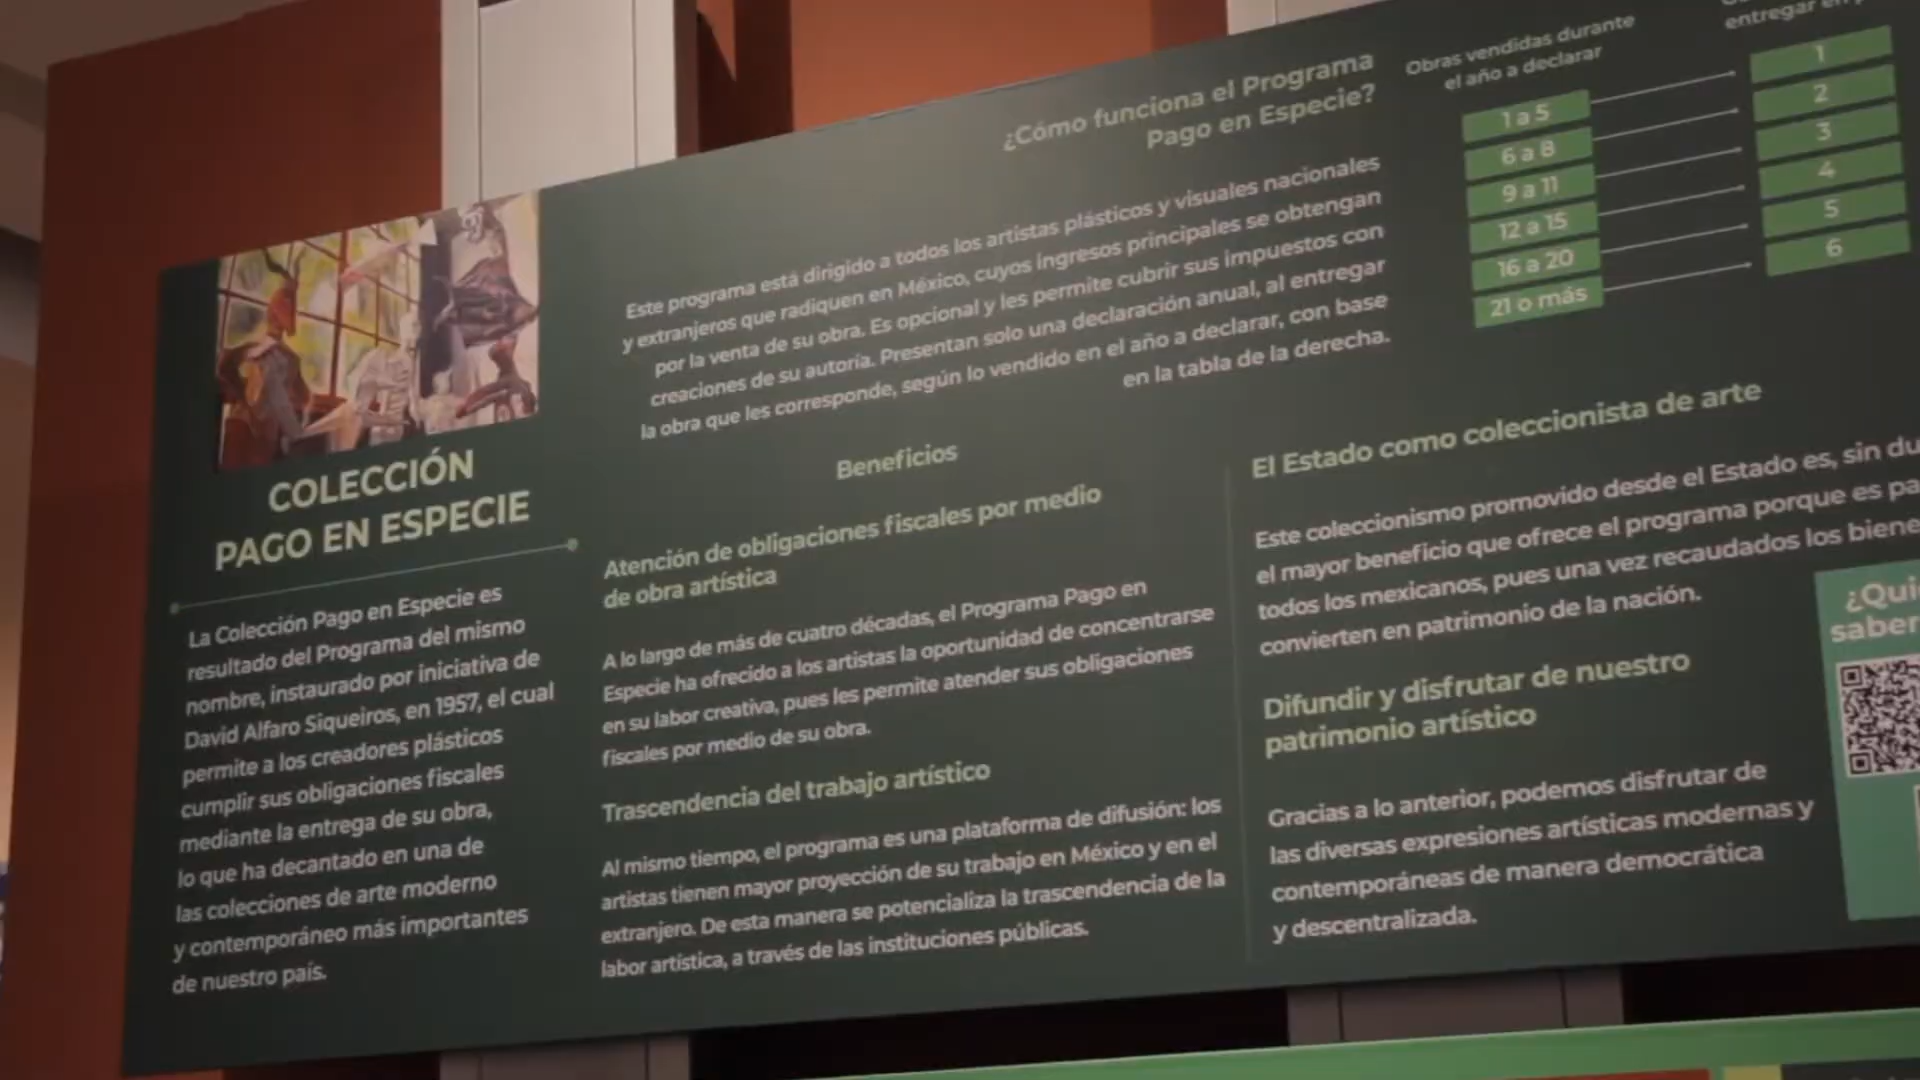 COLECCIÓN
PAGO EN ESPECIE
La Colección Pago en Especie es
resultado del Programa del mismo
nombre, instaurado por iniciativa de
David Alfaro Siqueiros, en 1957, el cual
permite a los creadores plásticos
cumplir sus obligaciones fiscales
mediante la entrega de su obra,
lo que ha decantado en una de
las colecciones de arte moderno
y contemporáneo más importantes
de nuestro país.
¿Cómo funciona el Programa
Pago en Especie?
Este programa está dirigido a todos los artistas plásticos y visuales nacionales
y extranjeros que radiquen en México, cuyos ingresos principales se obtengan
por la venta de su obra. Es opcional y les permite cubrir sus impuestos con
creaciones de su autoría. Presentan solo una declaración anual, al entregar
la obra que les corresponde, según lo vendido en el año a declarar, con base
en la tabla de la derecha.
Obras vendidas durante
el año a declarar
1 a 5
6 a 8
9 a 11
12 a 15
16 a 20
21 o más
entregar en
1
2
3
4
5
6
Beneficios
Atención de obligaciones fiscales por medio
de obra artística
A lo largo de más de cuatro décadas, el Programa Pago en
Especie ha ofrecido a los artistas la oportunidad de concentrarse
en su labor creativa, pues les permite atender sus obligaciones
fiscales por medio de su obra.
Trascendencia del trabajo artístico
Al mismo tiempo, el programa es una plataforma de difusión: los
artistas tienen mayor proyección de su trabajo en México y en el
extranjero. De esta manera se potencializa la trascendencia de la
labor artística, a través de las instituciones públicas.
El Estado como coleccionista de arte
Este coleccionismo promovido desde el Estado es, sin du
el mayor beneficio que ofrece el programa porque es pa
todos los mexicanos, pues una vez recaudados los biene
convierten en patrimonio de la nación.
Difundir y disfrutar de nuestro
patrimonio artístico
Gracias a lo anterior, podemos disfrutar de
las diversas expresiones artísticas modernas y
contemporáneas de manera democrática
y descentralizada.
¿Qui
saber